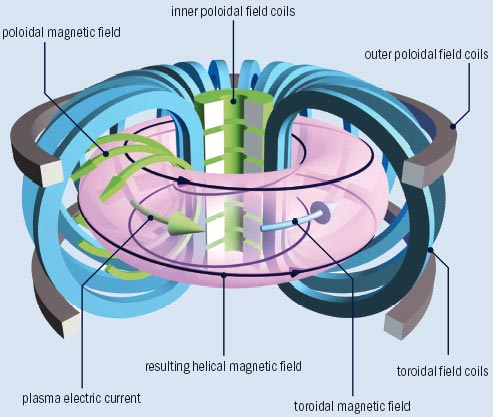 inner poloidal field coils
poloidal magnetic field
outer poloidal field coils
resulting helical magnetic field
toroidal field coils
plasma electric current
toroidal magnetic field